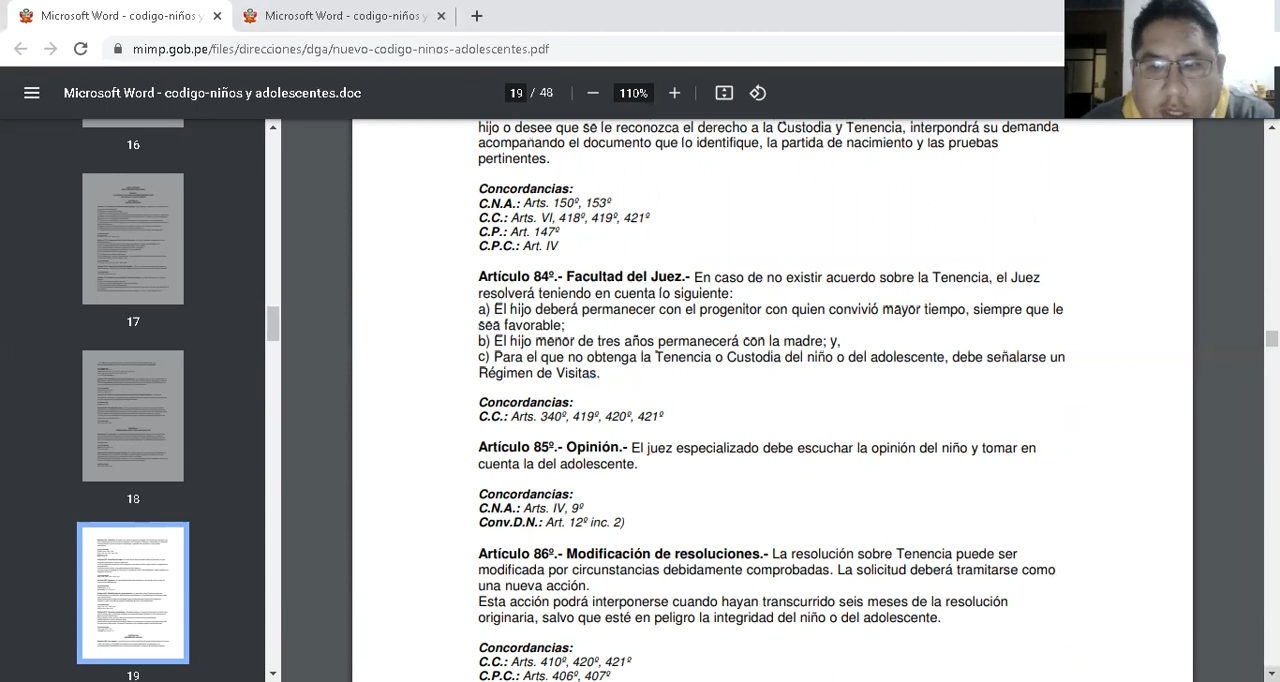 Microsoft Word - codigo-niños y
Microsoft Word - codigo-niños y
mimp.gob.pe/files/direcciones/dga/nuevo-codigo-ninos-adolescentes.pdf
Microsoft Word - codigo-niños y adolescentes.doc
19 / 48
110%
16
17
18
19
hijo o desee que se le reconozca el derecho a la Custodia y Tenencia, interpondrá su demanda
acompañando el documento que lo identifique, la partida de nacimiento y las pruebas
pertinentes.
Concordancias:
C.N.A.: Arts. 150º, 153º
C.C.: Arts. VI, 418º, 419º, 421º
C.P.: Art. 147º
C.P.C.: Art. IV
Artículo 84º.- Facultad del Juez.- En caso de no existir acuerdo sobre la Tenencia, el Juez
resolverá teniendo en cuenta lo siguiente:
a) El hijo deberá permanecer con el progenitor con quien convivió mayor tiempo, siempre que le
sea favorable;
b) El hijo menor de tres años permanecerá con la madre; y,
c) Para el que no obtenga la Tenencia o Custodia del niño o del adolescente, debe señalarse un
Régimen de Visitas.
Concordancias:
C.C.: Arts. 340º, 419º, 420º, 421º
Artículo 85º.- Opinión.- El juez especializado debe escuchar la opinión del niño y tomar en
cuenta la del adolescente.
Concordancias:
C.N.A.: Arts. IV, 9º
Conv.D.N.: Art. 12º inc. 2)
Artículo 86º.- Modificación de resoluciones.- La resolución sobre Tenencia puede ser
modificada por circunstancias debidamente comprobadas. La solicitud deberá tramitarse como
una nueva acción.
Esta acción podrá interponerse cuando hayan transcurrido seis meses de la resolución
originaria, salvo que esté en peligro la integridad del niño o del adolescente.
Concordancias:
C.C.: Arts. 410º, 420º, 421º
C.P.C.: Arts. 406º, 407º